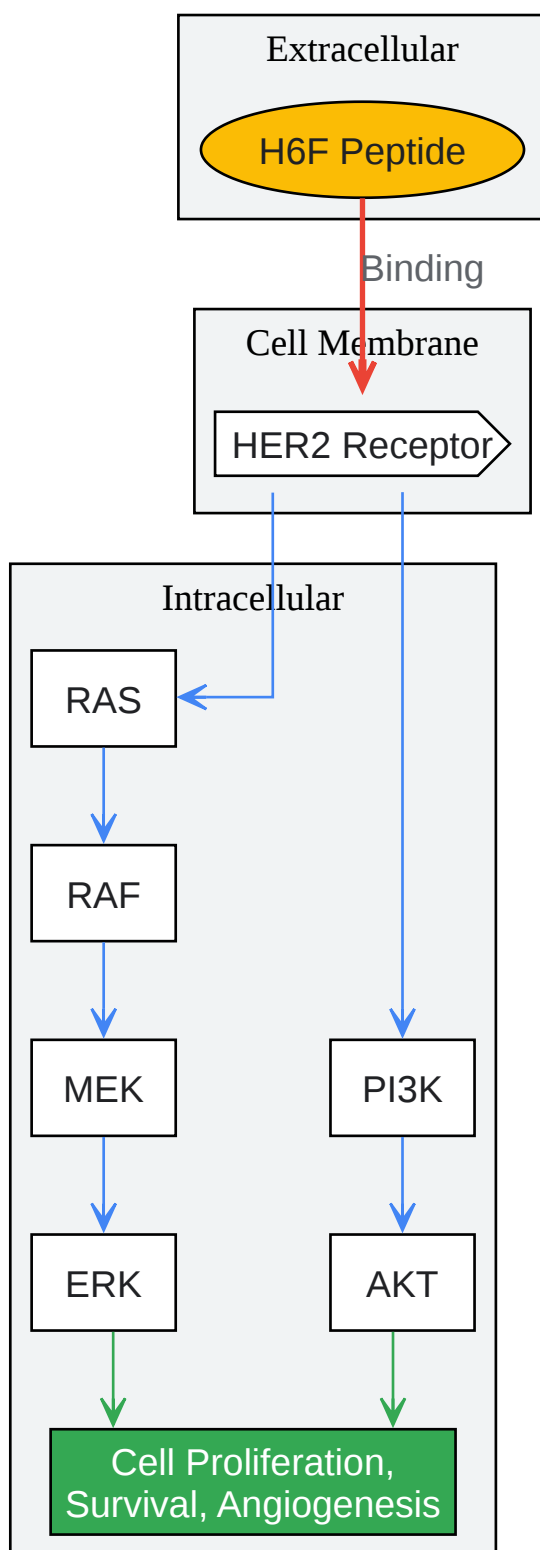 Extracellular
H6F Peptide
Binding
Cell Membrane
HER2 Receptor
Intracellular
RAS
RAF
MEK
PI3K
ERK
AKT
Cell Proliferation,
Survival, Angiogenesis